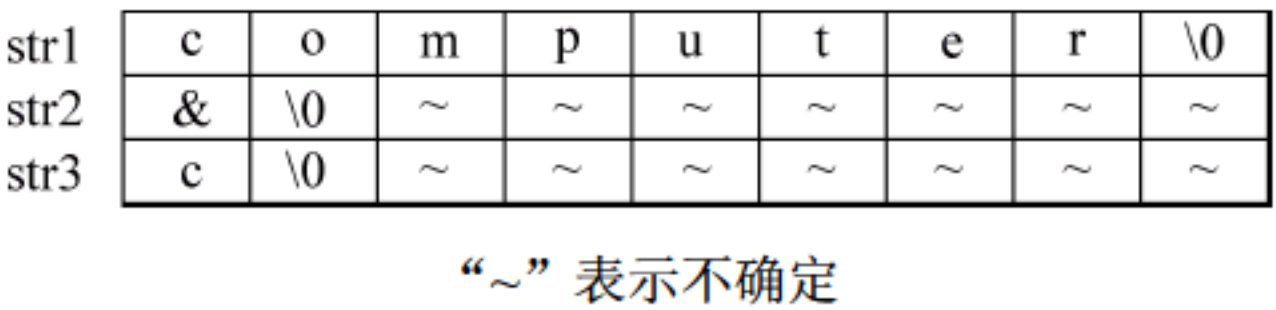 str1 c o m p u t e r \0
str2 & \0 ~ ~ ~ ~ ~ ~ ~
str3 c \0 ~ ~ ~ ~ ~ ~ ~
“~”表示不确定